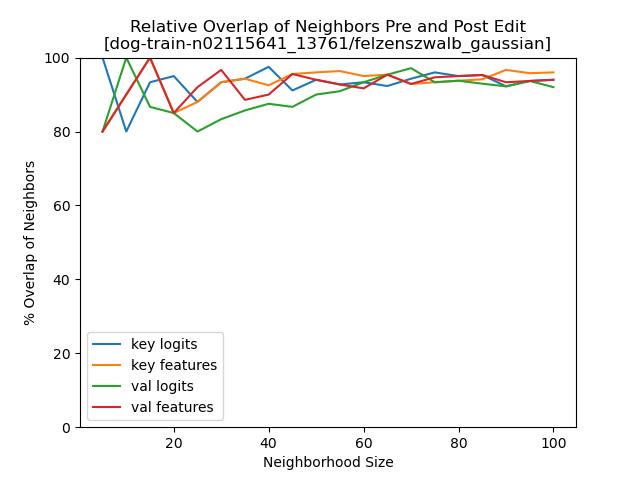 Relative Overlap of Neighbors Pre and Post Edit
[dog-train-n02115641_13761/felzenszwalb_gaussian]
% Overlap of Neighbors
100
80
60
40
20
0
key logits
key features
val logits
val features
20 40 60 80 100
Neighborhood Size